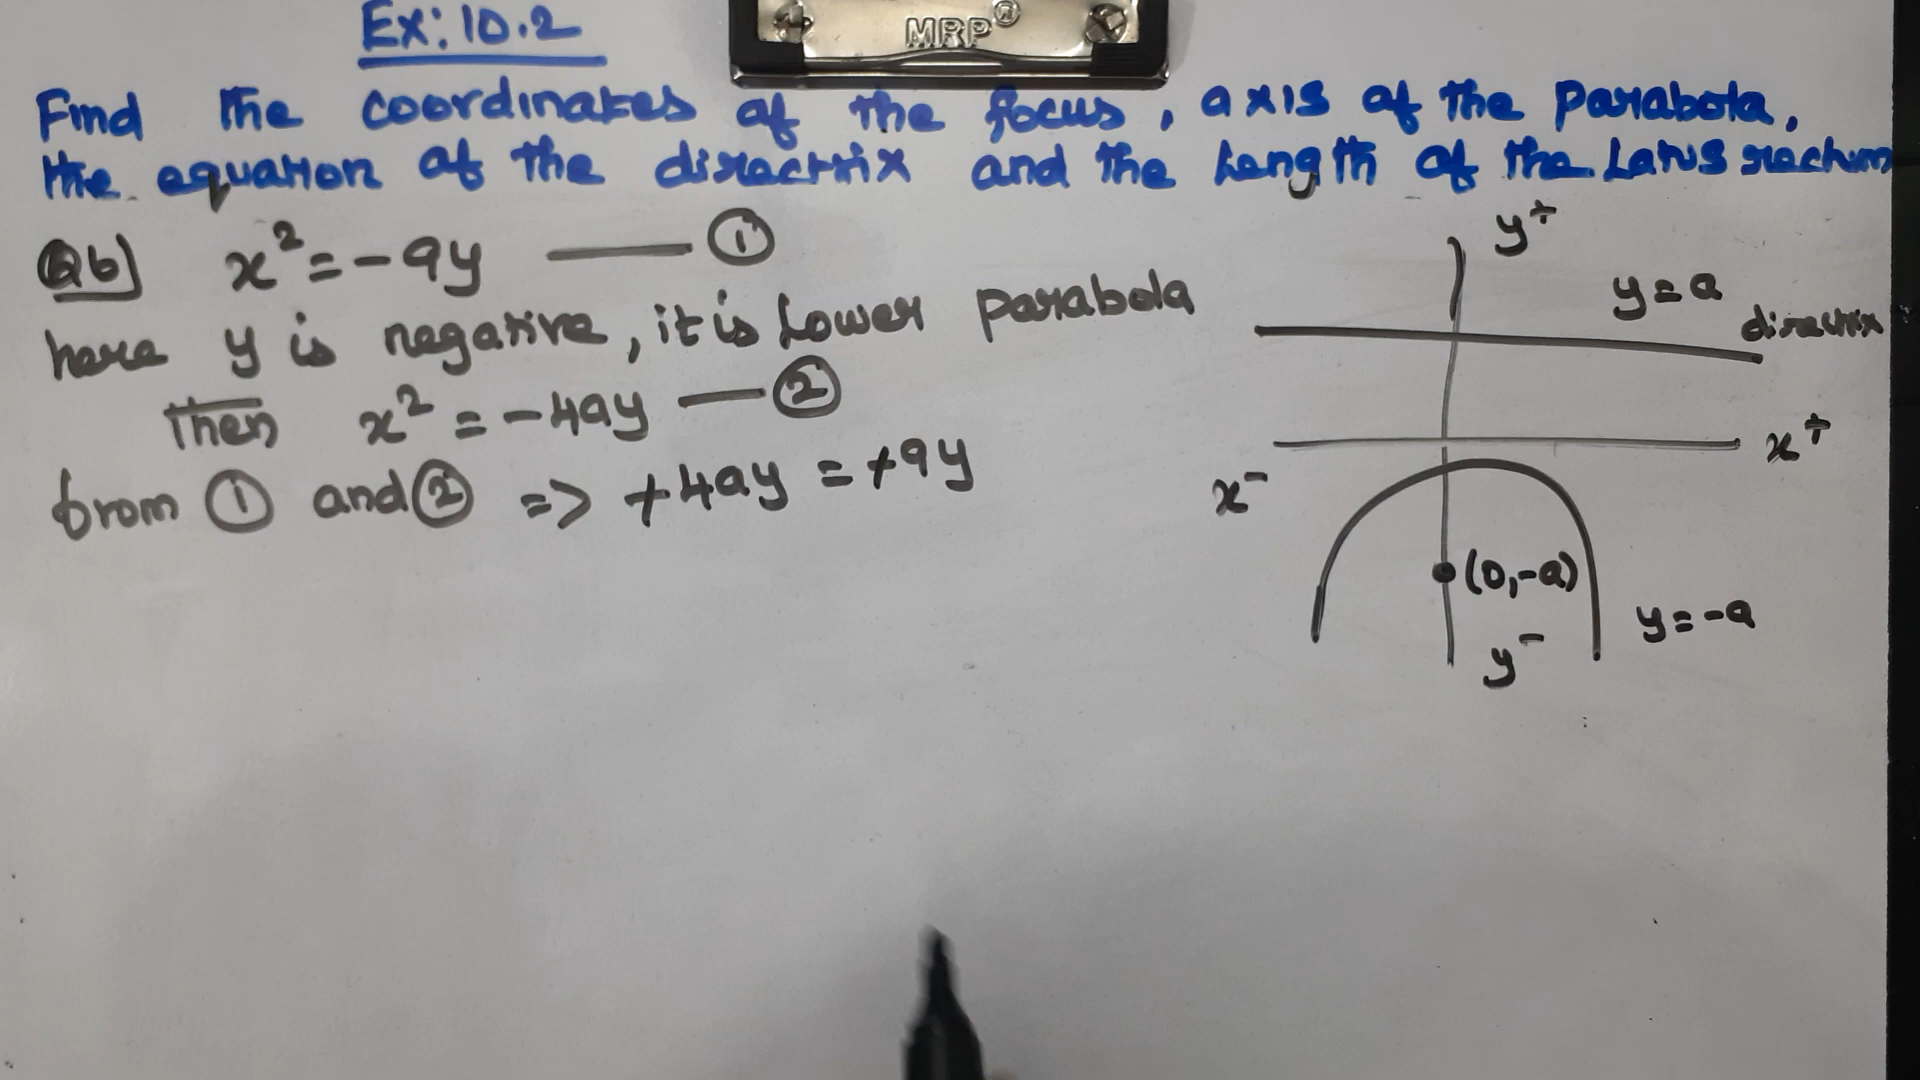 Ex: 10.2
MRP®
Find the coordinates of the focus, axis of the Parabola,
the equation of the directrix and the Length of the Latus rectum
Q6) x² = -9y —— ①
here y is negative, it is Lower parabola
Then x² = -4ay —— ②
from ① and ② => +4ay = +9y
y⁺
y = a
directrix
x⁺
x⁻
(0, -a)
y = -a
y⁻